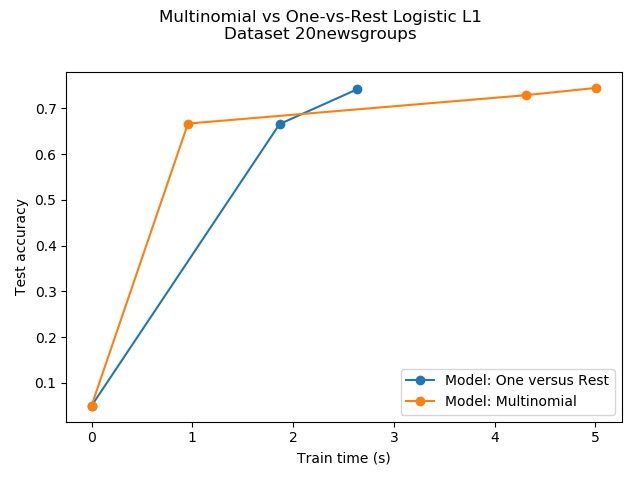 Multinomial vs One-vs-Rest Logistic L1
Dataset 20newsgroups
0.7
0.6
0.5
0.4
0.3
0.2
0.1
Test accuracy
Model: One versus Rest
Model: Multinomial
0 1 2 3 4 5
Train time (s)